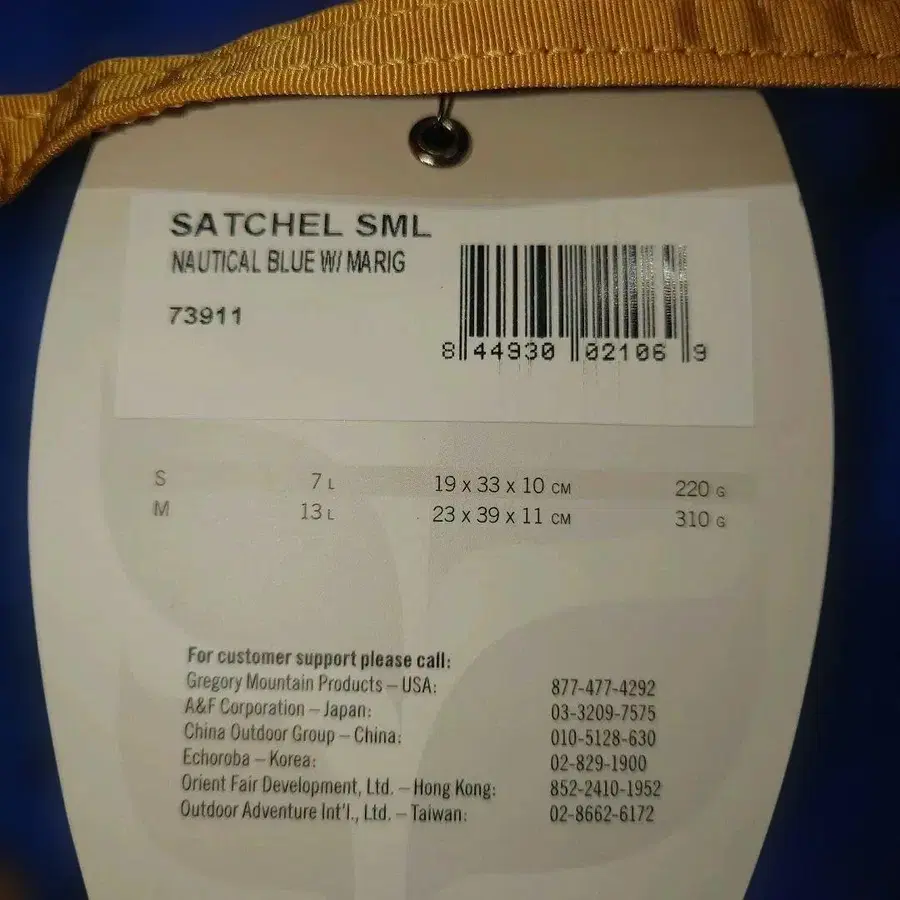 SATCHEL SML
NAUTICAL BLUE W/ MARIG
73911
8 44930 02106 9
S 7 L 19 x 33 x 10 CM 220 G
M 13 L 23 x 39 x 11 CM 310 G
For customer support please call:
Gregory Mountain Products – USA: 877-477-4292
A&F Corporation – Japan: 03-3209-7575
China Outdoor Group – China: 010-5128-630
Echoroba – Korea: 02-829-1900
Orient Fair Development, Ltd. – Hong Kong: 852-2410-1952
Outdoor Adventure Int'l., Ltd. – Taiwan: 02-8662-6172